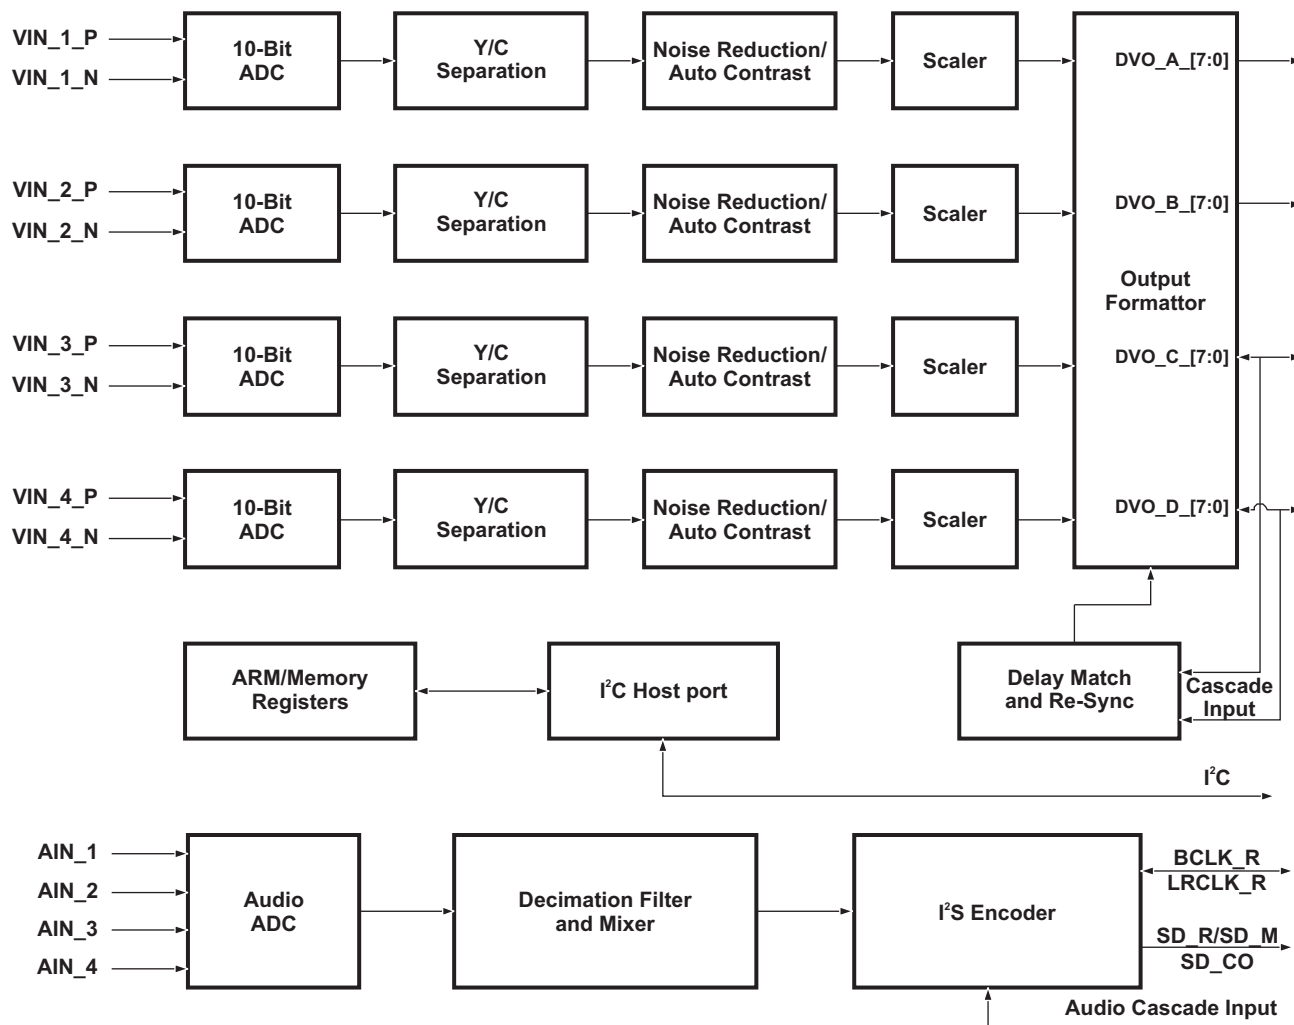 VIN_1_P
VIN_1_N
10-Bit
ADC
Y/C
Separation
Noise Reduction/
Auto Contrast
Scaler
DVO_A_[7:0]
VIN_2_P
VIN_2_N
10-Bit
ADC
Y/C
Separation
Noise Reduction/
Auto Contrast
Scaler
DVO_B_[7:0]
Output
Formattor
VIN_3_P
VIN_3_N
10-Bit
ADC
Y/C
Separation
Noise Reduction/
Auto Contrast
Scaler
DVO_C_[7:0]
VIN_4_P
VIN_4_N
10-Bit
ADC
Y/C
Separation
Noise Reduction/
Auto Contrast
Scaler
DVO_D_[7:0]
ARM/Memory
Registers
I²C Host port
Delay Match
and Re-Sync
Cascade
Input
I²C
AIN_1
AIN_2
AIN_3
AIN_4
Audio
ADC
Decimation Filter
and Mixer
I²S Encoder
BCLK_R
LRCLK_R
SD_R/SD_M
SD_CO
Audio Cascade Input